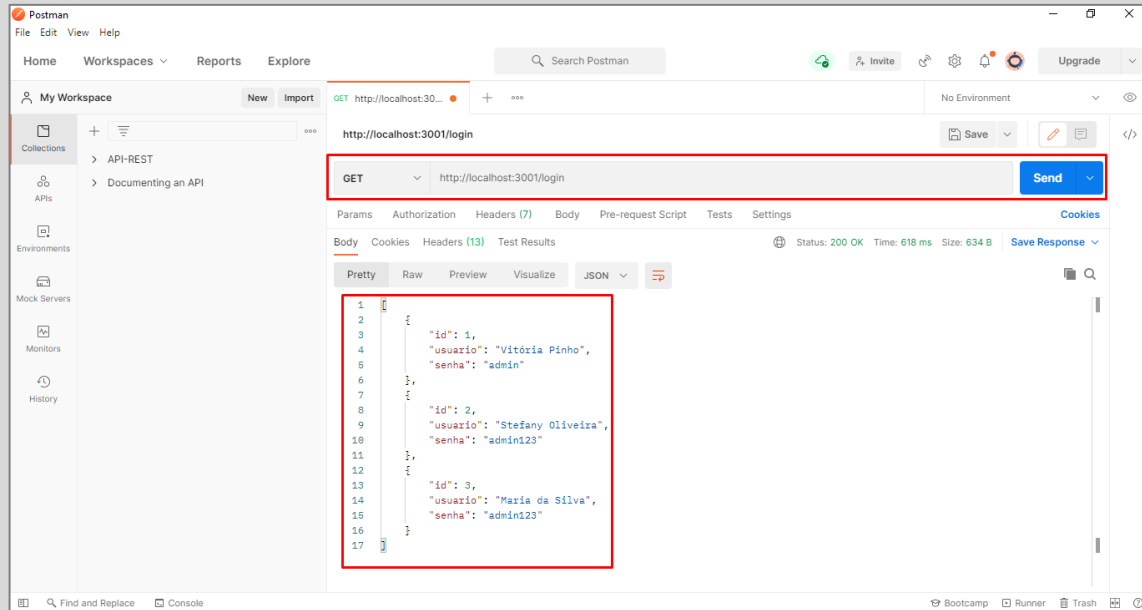 Postman
File Edit View Help
Home Workspaces Reports Explore Search Postman Invite Upgrade
My Workspace New Import GET http://localhost:30... No Environment
Collections
APIs
Environments
Mock Servers
Monitors
History
API-REST
Documenting an API
http://localhost:3001/login Save
GET http://localhost:3001/login Send
Params Authorization Headers (7) Body Pre-request Script Tests Settings Cookies
Body Cookies Headers (13) Test Results Status: 200 OK Time: 618 ms Size: 634 B Save Response
Pretty Raw Preview Visualize JSON
1 [
2 {
3 "id": 1,
4 "usuario": "Vitória Pinho",
5 "senha": "admin"
6 },
7 {
8 "id": 2,
9 "usuario": "Stefany Oliveira",
10 "senha": "admin123"
11 },
12 {
13 "id": 3,
14 "usuario": "Maria da Silva",
15 "senha": "admin123"
16 }
17 ]
Find and Replace Console Bootcamp Runner Trash